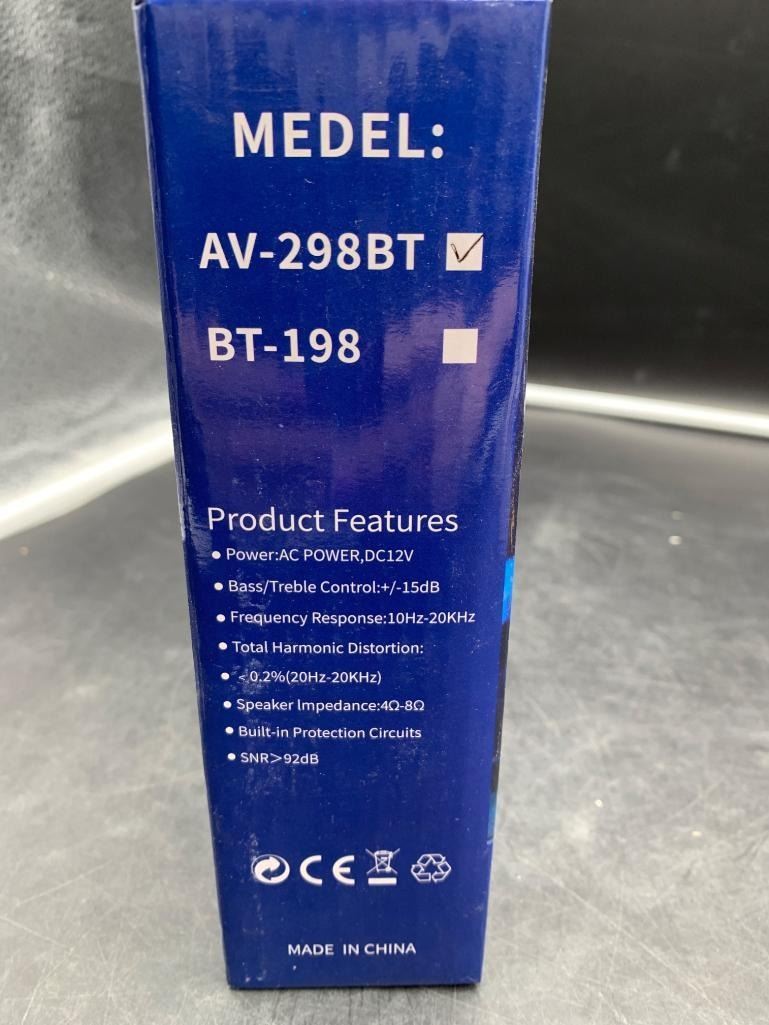 MEDEL:
AV-298BT
BT-198
Product Features
• Power:AC POWER,DC12V
• Bass/Treble Control:+/-15dB
• Frequency Response:10Hz-20KHz
• Total Harmonic Distortion:
• <0.2%(20Hz-20KHz)
• Speaker Impedance:4Ω-8Ω
• Built-in Protection Circuits
• SNR>92dB
CE
MADE IN CHINA